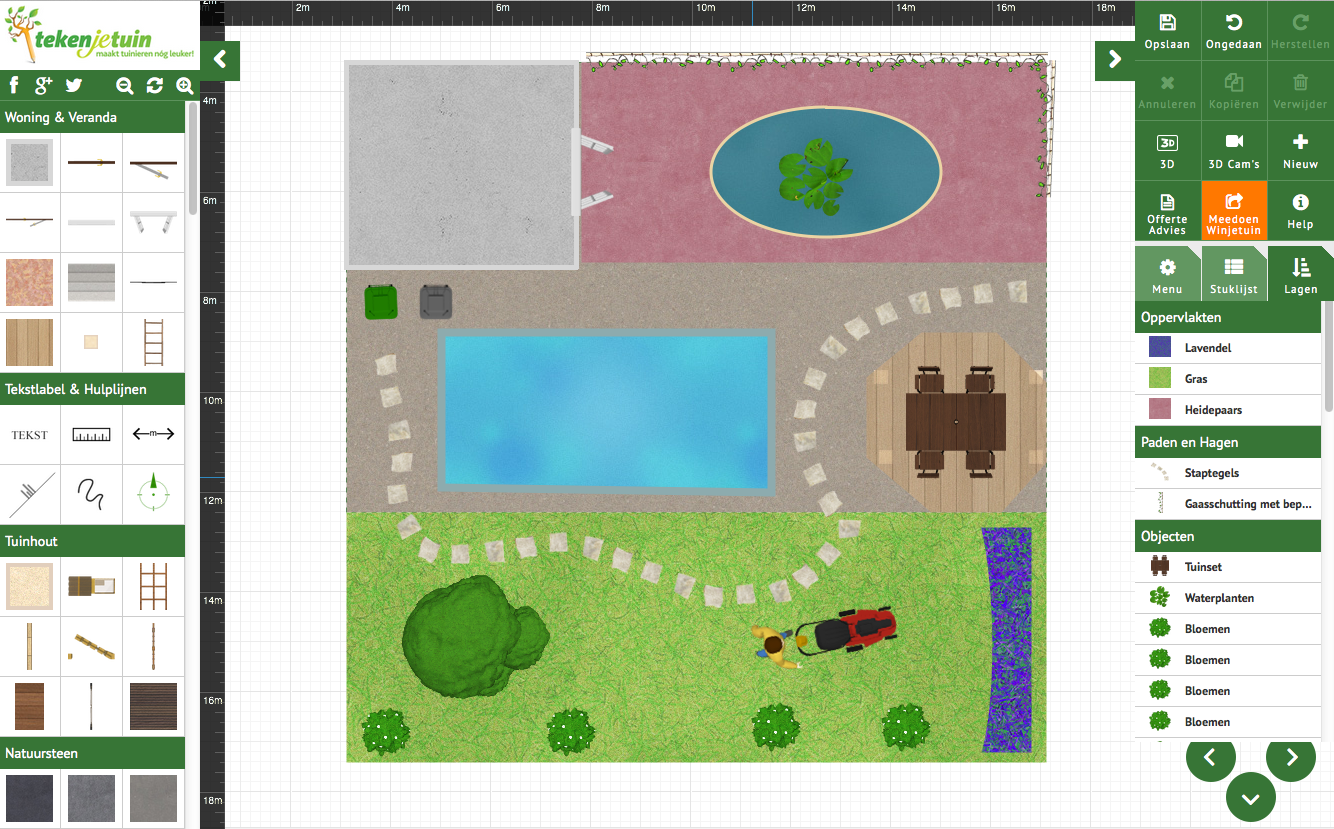 2m 4m 6m 8m 10m 12m 14m 16m 18m
2m
4m
6m
8m
10m
12m
14m
16m
18m
tekenjetuin
maakt tuinieren nóg leuker!
f g+
Woning & Veranda
Tekstlabel & Hulplijnen
TEKST
m
Tuinhout
Natuursteen
Opslaan Ongedaan Herstellen
Annuleren Kopiëren Verwijder
3D
3D 3D Cam's Nieuw
Offerte Advies
Meedoen Winjetuin
Help
Menu Stuklijst Lagen
Oppervlakten
Lavendel
Gras
Heidepaars
Paden en Hagen
Staptegels
Gaasschutting met bep...
Objecten
Tuinset
Waterplanten
Bloemen
Bloemen
Bloemen
Bloemen